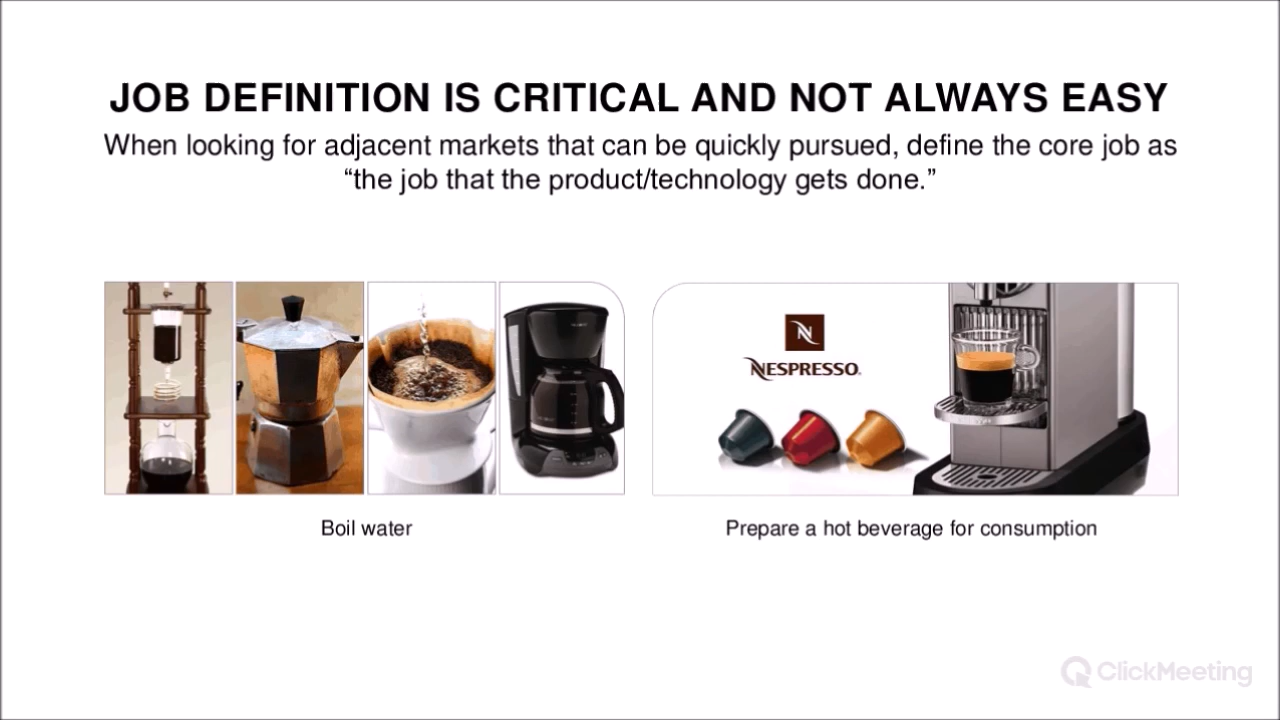 JOB DEFINITION IS CRITICAL AND NOT ALWAYS EASY
When looking for adjacent markets that can be quickly pursued, define the core job as
“the job that the product/technology gets done.”
N
NESPRESSO.
Boil water
Prepare a hot beverage for consumption
ClickMeeting